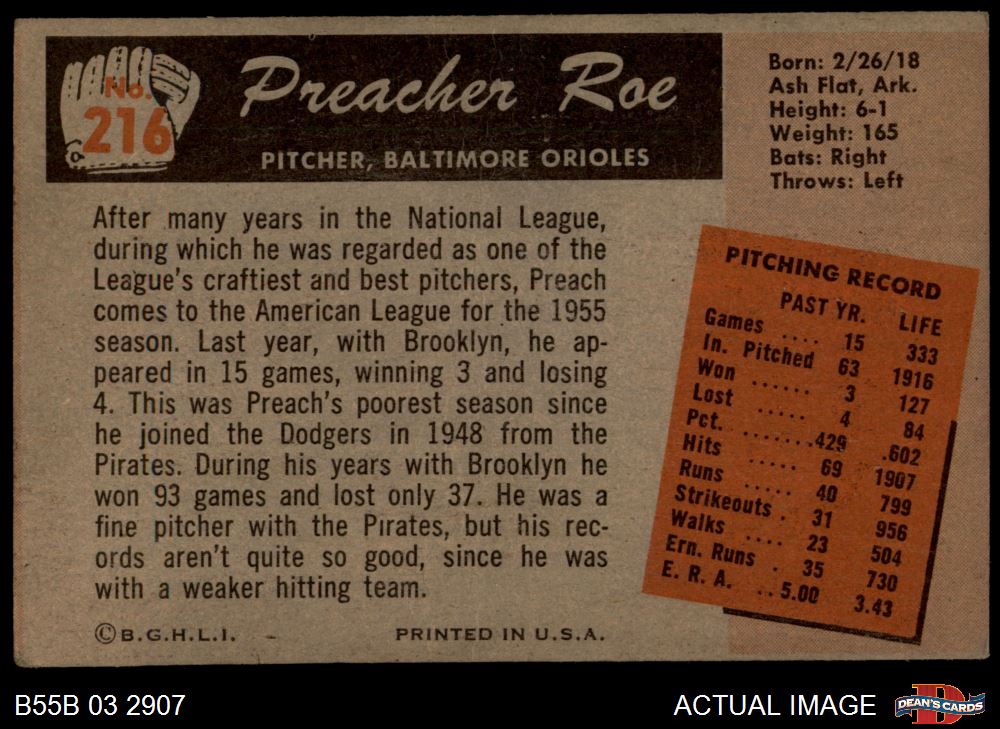 No.
216
Preacher Roe
PITCHER, BALTIMORE ORIOLES
Born: 2/26/18
Ash Flat, Ark.
Height: 6-1
Weight: 165
Bats: Right
Throws: Left
After many years in the National League,
during which he was regarded as one of the
League's craftiest and best pitchers, Preach
comes to the American League for the 1955
season. Last year, with Brooklyn, he ap-
peared in 15 games, winning 3 and losing
4. This was Preach's poorest season since
he joined the Dodgers in 1948 from the
Pirates. During his years with Brooklyn he
won 93 games and lost only 37. He was a
fine pitcher with the Pirates, but his rec-
ords aren't quite so good, since he was
with a weaker hitting team.
©B.G.H.L.I.
PRINTED IN U.S.A.
PITCHING RECORD
PAST YR. LIFE
Games .... 15 333
In. Pitched 63 1916
Won ...... 3 127
Lost ..... 4 84
Pct. .......429 .602
Hits ..... 69 1907
Runs ..... 40 799
Strikeouts . 31 956
Walks .... 23 504
Ern. Runs . 35 730
E. R. A. .. 5.00 3.43
B55B 03 2907
ACTUAL IMAGE
D
DEAN'S CARDS